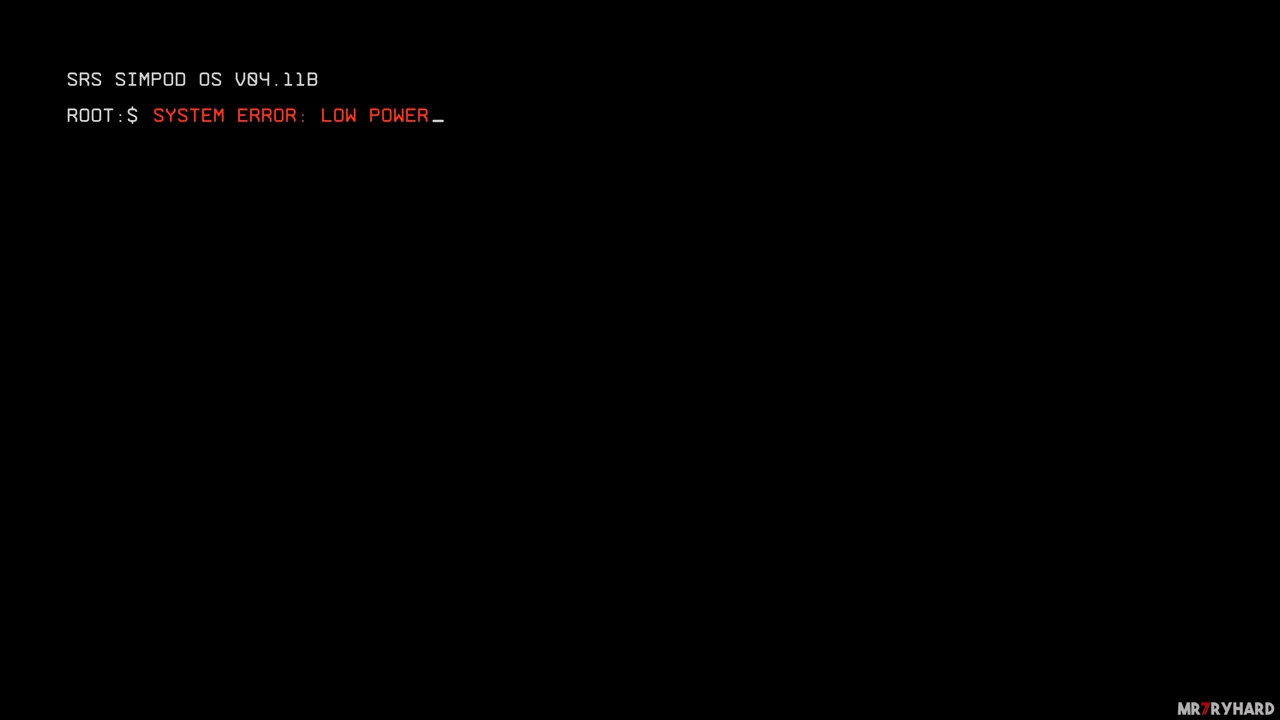 SRS SIMPOD OS V04.11B
ROOT:$ SYSTEM ERROR: LOW POWER_
MR7RYHARD